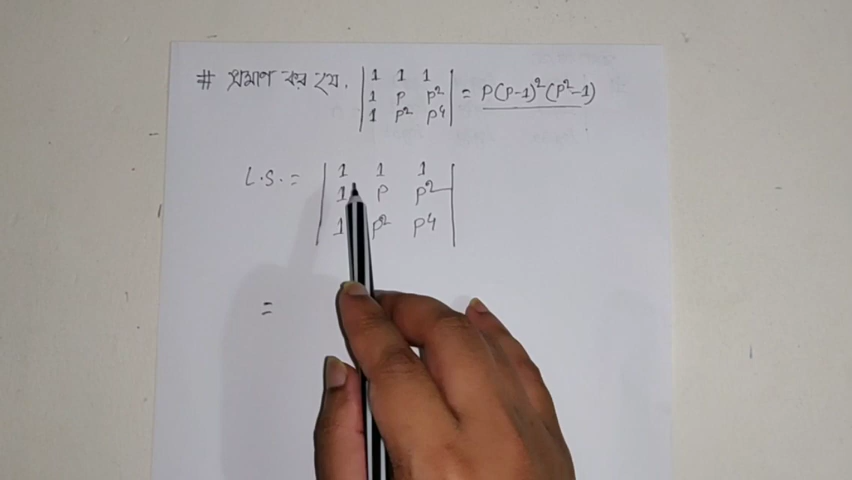 # প্রমাণ কর যে, | 1 1 1 |
| 1 P P² | = P(P-1)²(P²-1)
| 1 P² P⁴ |
L.S. = | 1 1 1 |
| 1 P P² |
| 1 P² P⁴ |
=